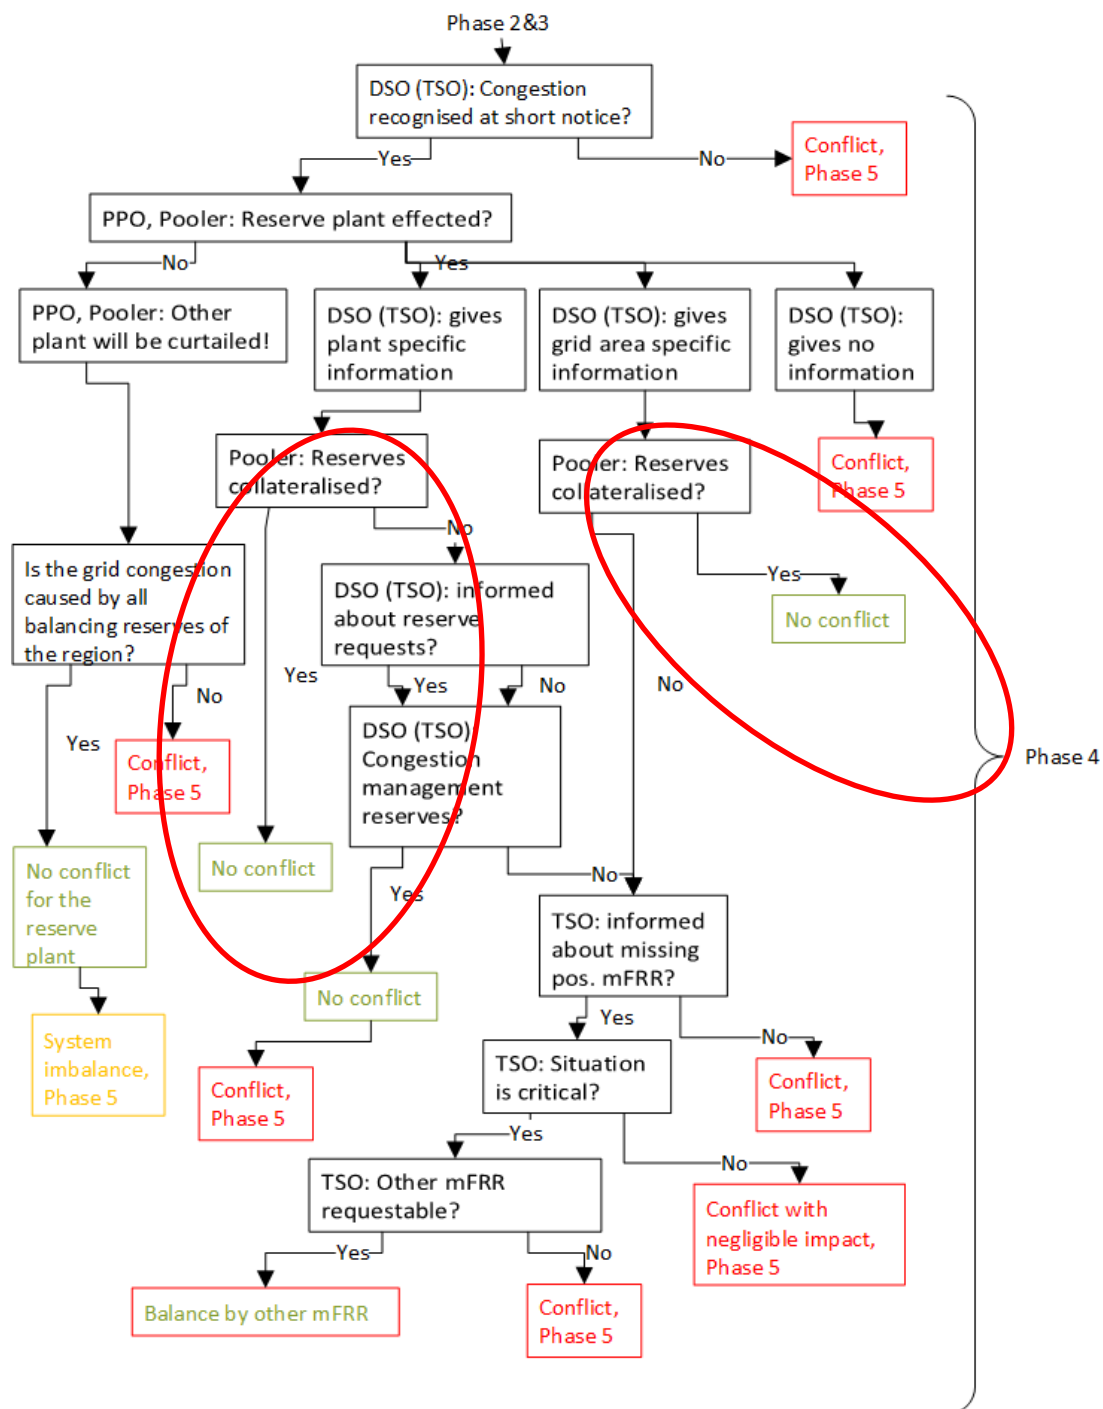 Phase 2&3
DSO (TSO): Congestion
recognised at short notice?
Yes
No
Conflict,
Phase 5
PPO, Pooler: Reserve plant effected?
No
Yes
PPO, Pooler: Other
plant will be curtailed!
DSO (TSO): gives
plant specific
information
DSO (TSO): gives
grid area specific
information
DSO (TSO):
gives no
information
Pooler: Reserves
collateralised?
Pooler: Reserves
collateralised?
Conflict,
Phase 5
No
Is the grid congestion
caused by all
balancing reserves of
the region?
DSO (TSO): informed
about reserve
requests?
Yes
No conflict
Yes
No
Yes
Yes
No
No
Conflict,
Phase 5
DSO (TSO)
Congestion
management
reserves?
Phase 4
No conflict
for the
reserve
plant
No conflict
Yes
No
TSO: informed
about missing
pos. mFRR?
No conflict
Yes
No
System
imbalance,
Phase 5
Conflict,
Phase 5
TSO: Situation
is critical?
Conflict,
Phase 5
Yes
No
TSO: Other mFRR
requestable?
Conflict with
negligible impact,
Phase 5
Yes
No
Balance by other mFRR
Conflict,
Phase 5